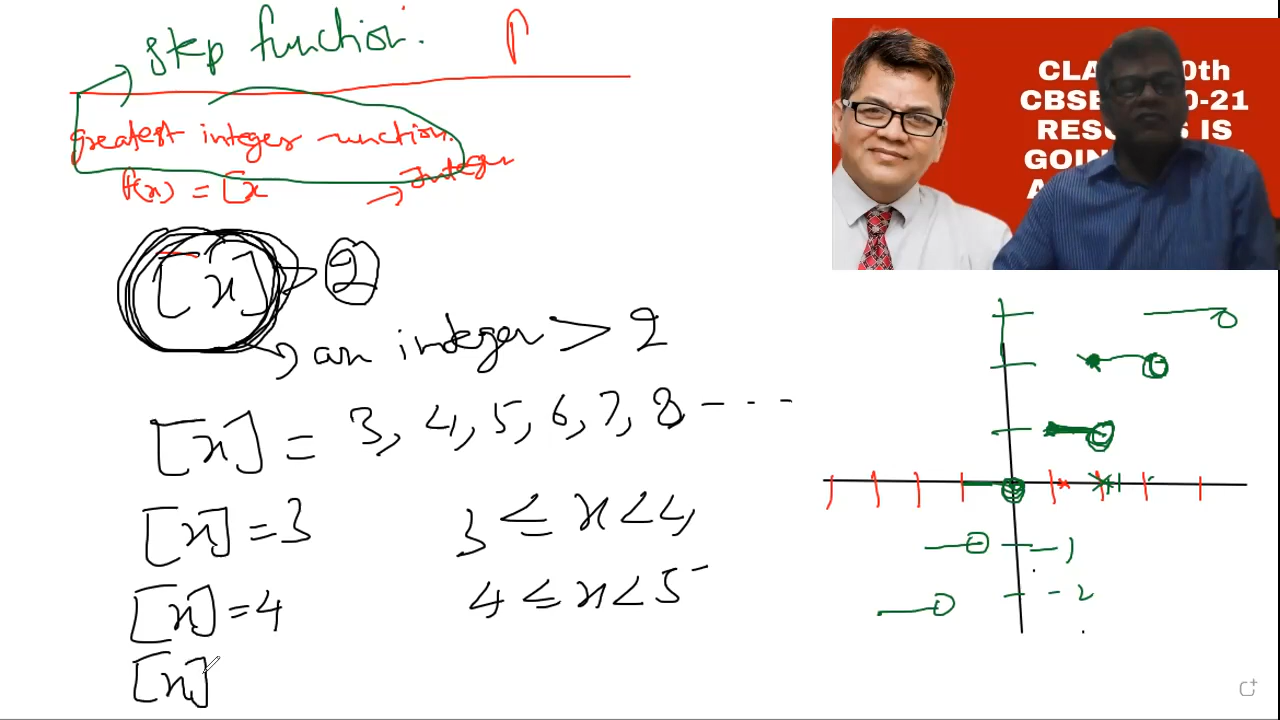 step function.
greatest integer function.
f(x) = [x
→ Integer
[x] → 2
→ an integer > 2
[x] = 3, 4, 5, 6, 7, 8 - - -
[x] = 3 3 ≤ x < 4
[x] = 4 4 ≤ x < 5
[x]
- 1
- 2
CLA 0th
CBSE 0-21
RES S IS
GOIN
A